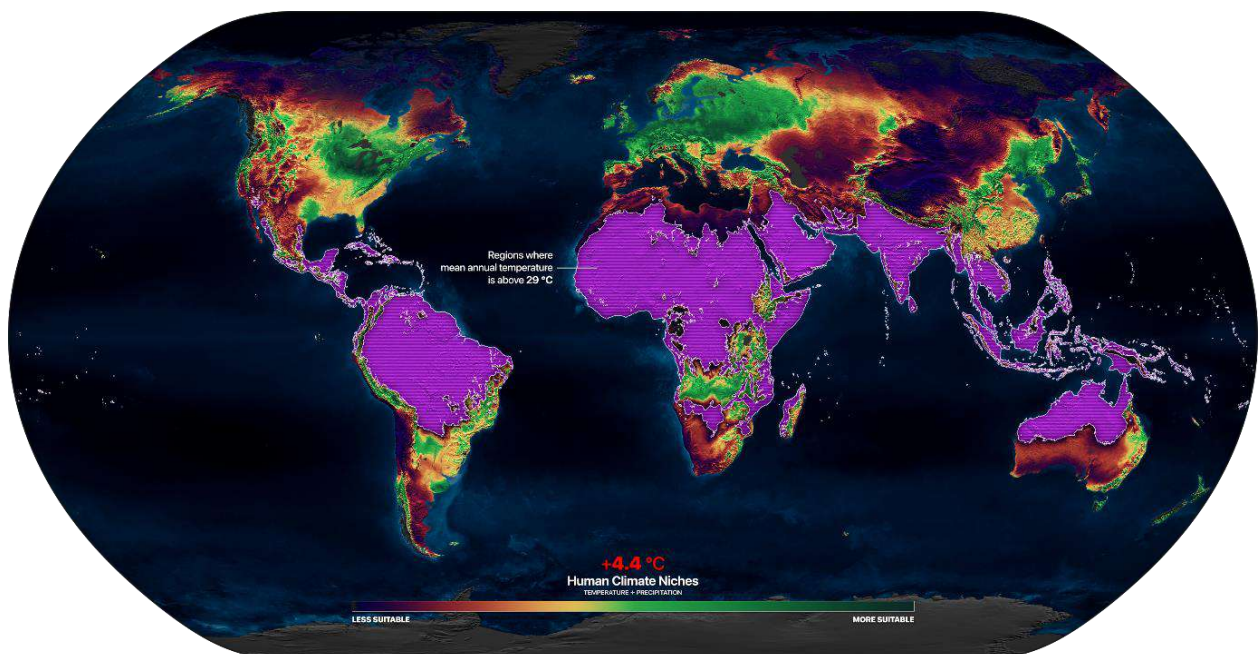 Regions where
mean annual temperature
is above 29 °C
+4.4 °C
Human Climate Niches
TEMPERATURE + PRECIPITATION
LESS SUITABLE
MORE SUITABLE